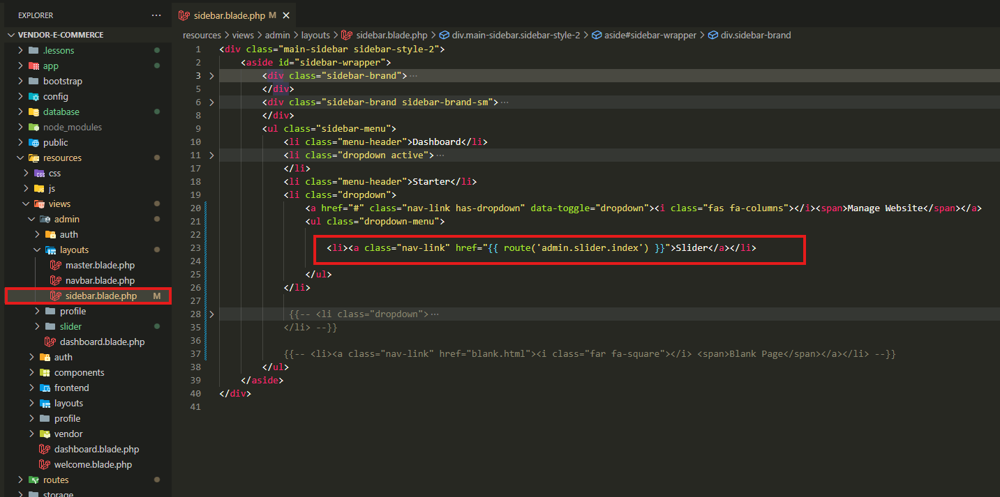 EXPLORER ···
VENDOR-E-COMMERCE
.lessons
app
bootstrap
config
database
node_modules
public
resources
css
js
views
admin
auth
layouts
master.blade.php
navbar.blade.php
sidebar.blade.php M
profile
slider
dashboard.blade.php
auth
components
frontend
layouts
profile
vendor
dashboard.blade.php
welcome.blade.php
routes
storage
sidebar.blade.php M
resources > views > admin > layouts > sidebar.blade.php > div.main-sidebar.sidebar-style-2 > aside#sidebar-wrapper > div.sidebar-brand
1 <div class="main-sidebar sidebar-style-2">
2 <aside id="sidebar-wrapper">
3 <div class="sidebar-brand"> ···
5 </div>
6 <div class="sidebar-brand sidebar-brand-sm"> ···
8 </div>
9 <ul class="sidebar-menu">
10 <li class="menu-header">Dashboard</li>
11 <li class="dropdown active"> ···
17 </li>
18 <li class="menu-header">Starter</li>
19 <li class="dropdown">
20 <a href="#" class="nav-link has-dropdown" data-toggle="dropdown"><i class="fas fa-columns"></i><span>Manage Website</span></a>
21 <ul class="dropdown-menu">
22
23 <li><a class="nav-link" href="{{ route('admin.slider.index') }}">Slider</a></li>
24
25 </ul>
26 </li>
27
28 {{-- <li class="dropdown"> ···
35 </li> --}}
36
37 {{-- <li><a class="nav-link" href="blank.html"><i class="far fa-square"></i> <span>Blank Page</span></a></li> --}}
38 </ul>
39 </aside>
40 </div>
41